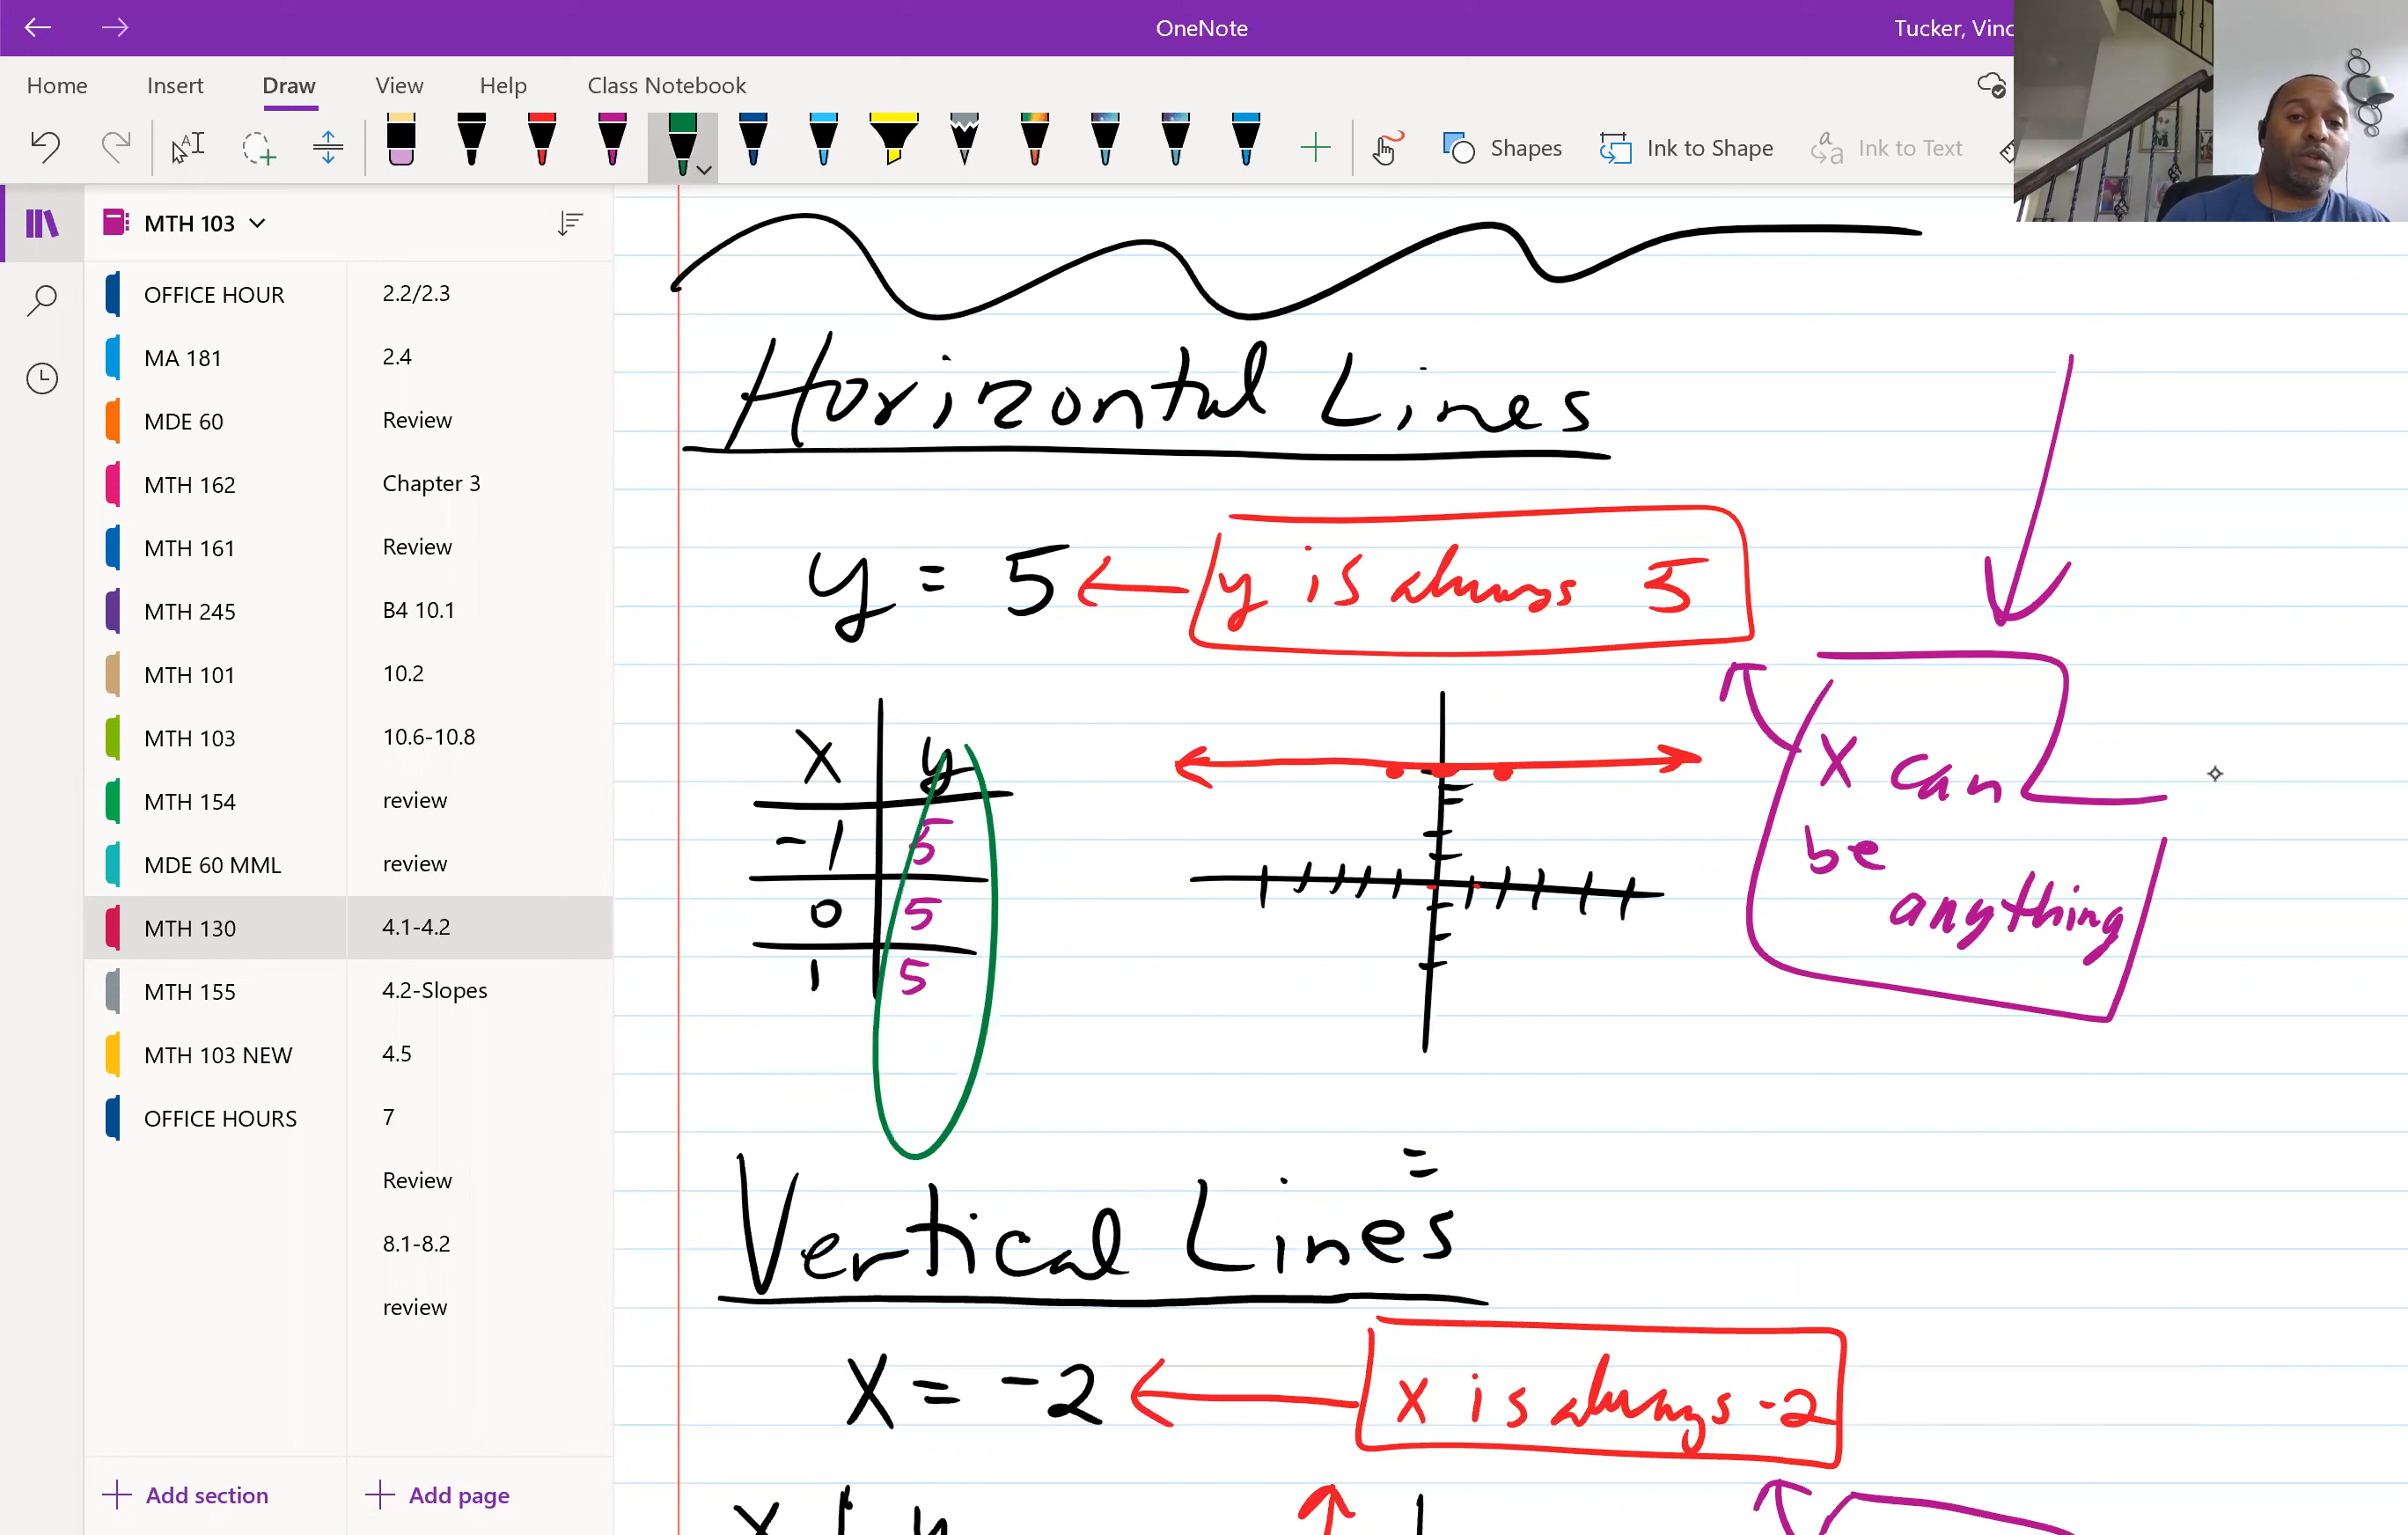 OneNote
Tucker, Vinc
Home Insert Draw View Help Class Notebook
Shapes Ink to Shape Ink to Text
MTH 103
OFFICE HOUR
MA 181
MDE 60
MTH 162
MTH 161
MTH 245
MTH 101
MTH 103
MTH 154
MDE 60 MML
MTH 130
MTH 155
MTH 103 NEW
OFFICE HOURS
Add section
2.2/2.3
2.4
Review
Chapter 3
Review
B4 10.1
10.2
10.6-10.8
review
review
4.1-4.2
4.2-Slopes
4.5
7
Review
8.1-8.2
review
Add page
Horizontal Lines
y = 5 ← y is always 5
x y
-1 5
0 5
1 5
X can
be
anything
=
Vertical Lines
X = -2 ← x is always -2
x y